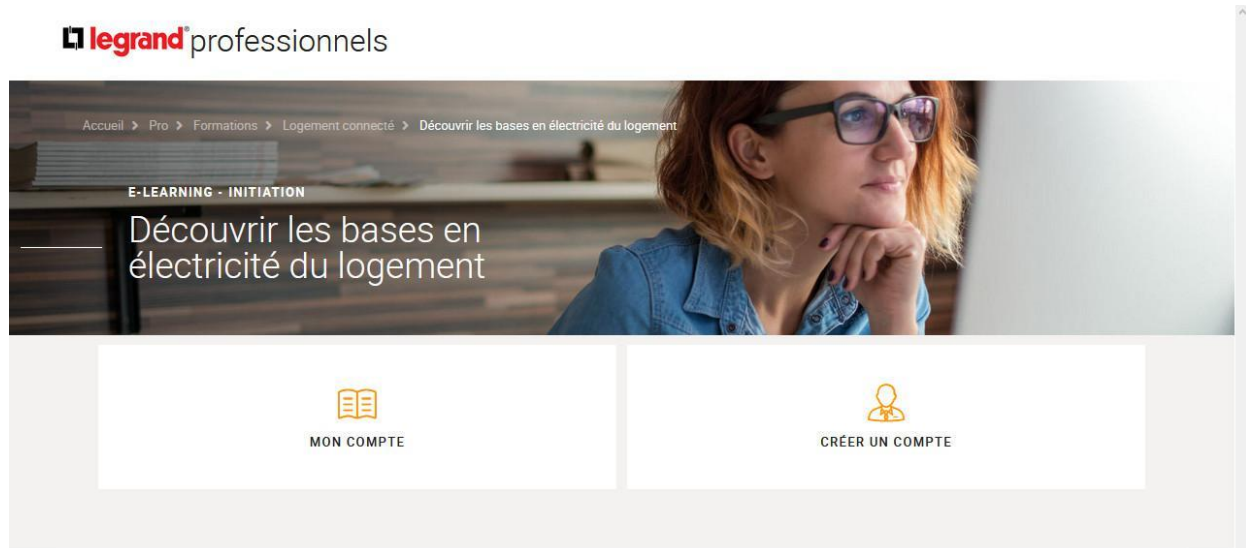 legrand® professionnels
Accueil > Pro > Formations > Logement connecté > Découvrir les bases en électricité du logement
E-LEARNING - INITIATION
Découvrir les bases en
électricité du logement
MON COMPTE
CRÉER UN COMPTE